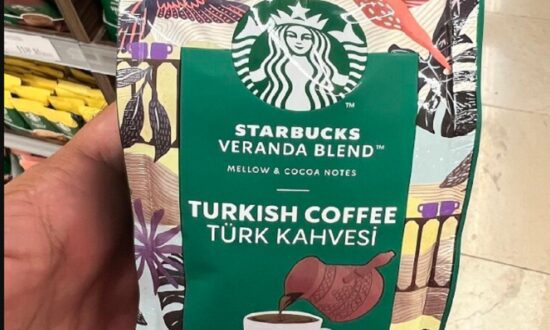 STARBUCKS
VERANDA BLEND™
MELLOW & COCOA NOTES
TURKISH COFFEE
TÜRK KAHVESİ